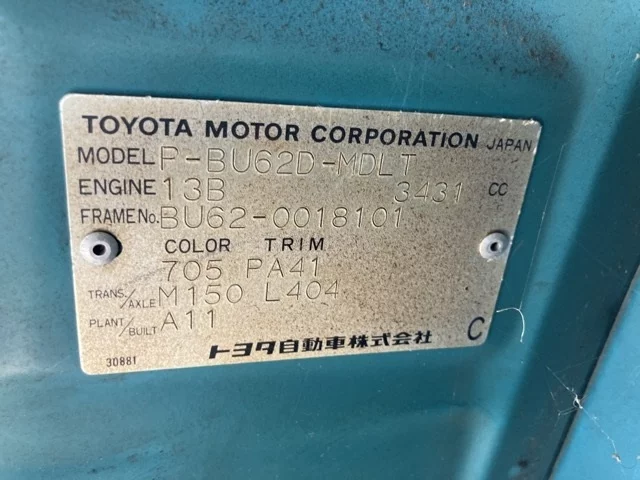 TOYOTA MOTOR CORPORATION JAPAN
MODEL P-BU62D-MDLT
ENGINE 13B 3431 CC
FRAME No. BU62-0018101
COLOR TRIM
705 PA41
TRANS/AXLE M150 L404
PLANT/BUILT A11
トヨタ自動車株式会社 C
30881